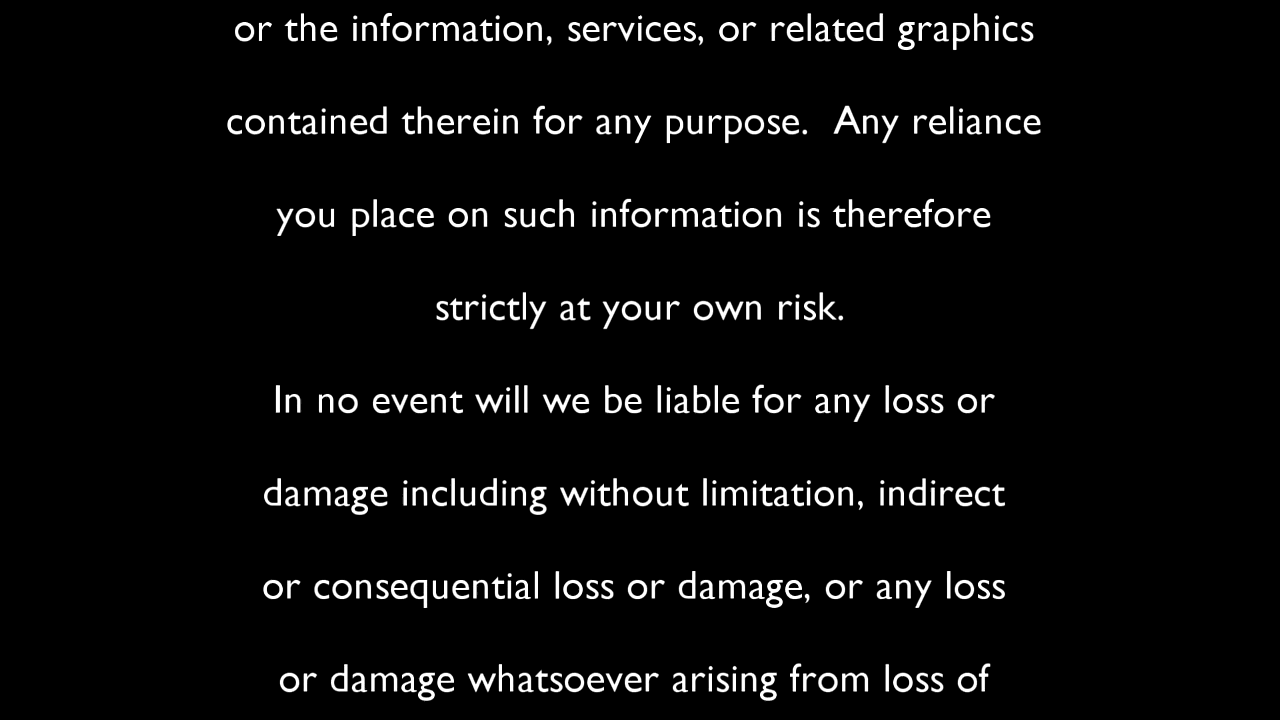 or the information, services, or related graphics
contained therein for any purpose.  Any reliance
you place on such information is therefore
strictly at your own risk.
In no event will we be liable for any loss or
damage including without limitation, indirect
or consequential loss or damage, or any loss
or damage whatsoever arising from loss of